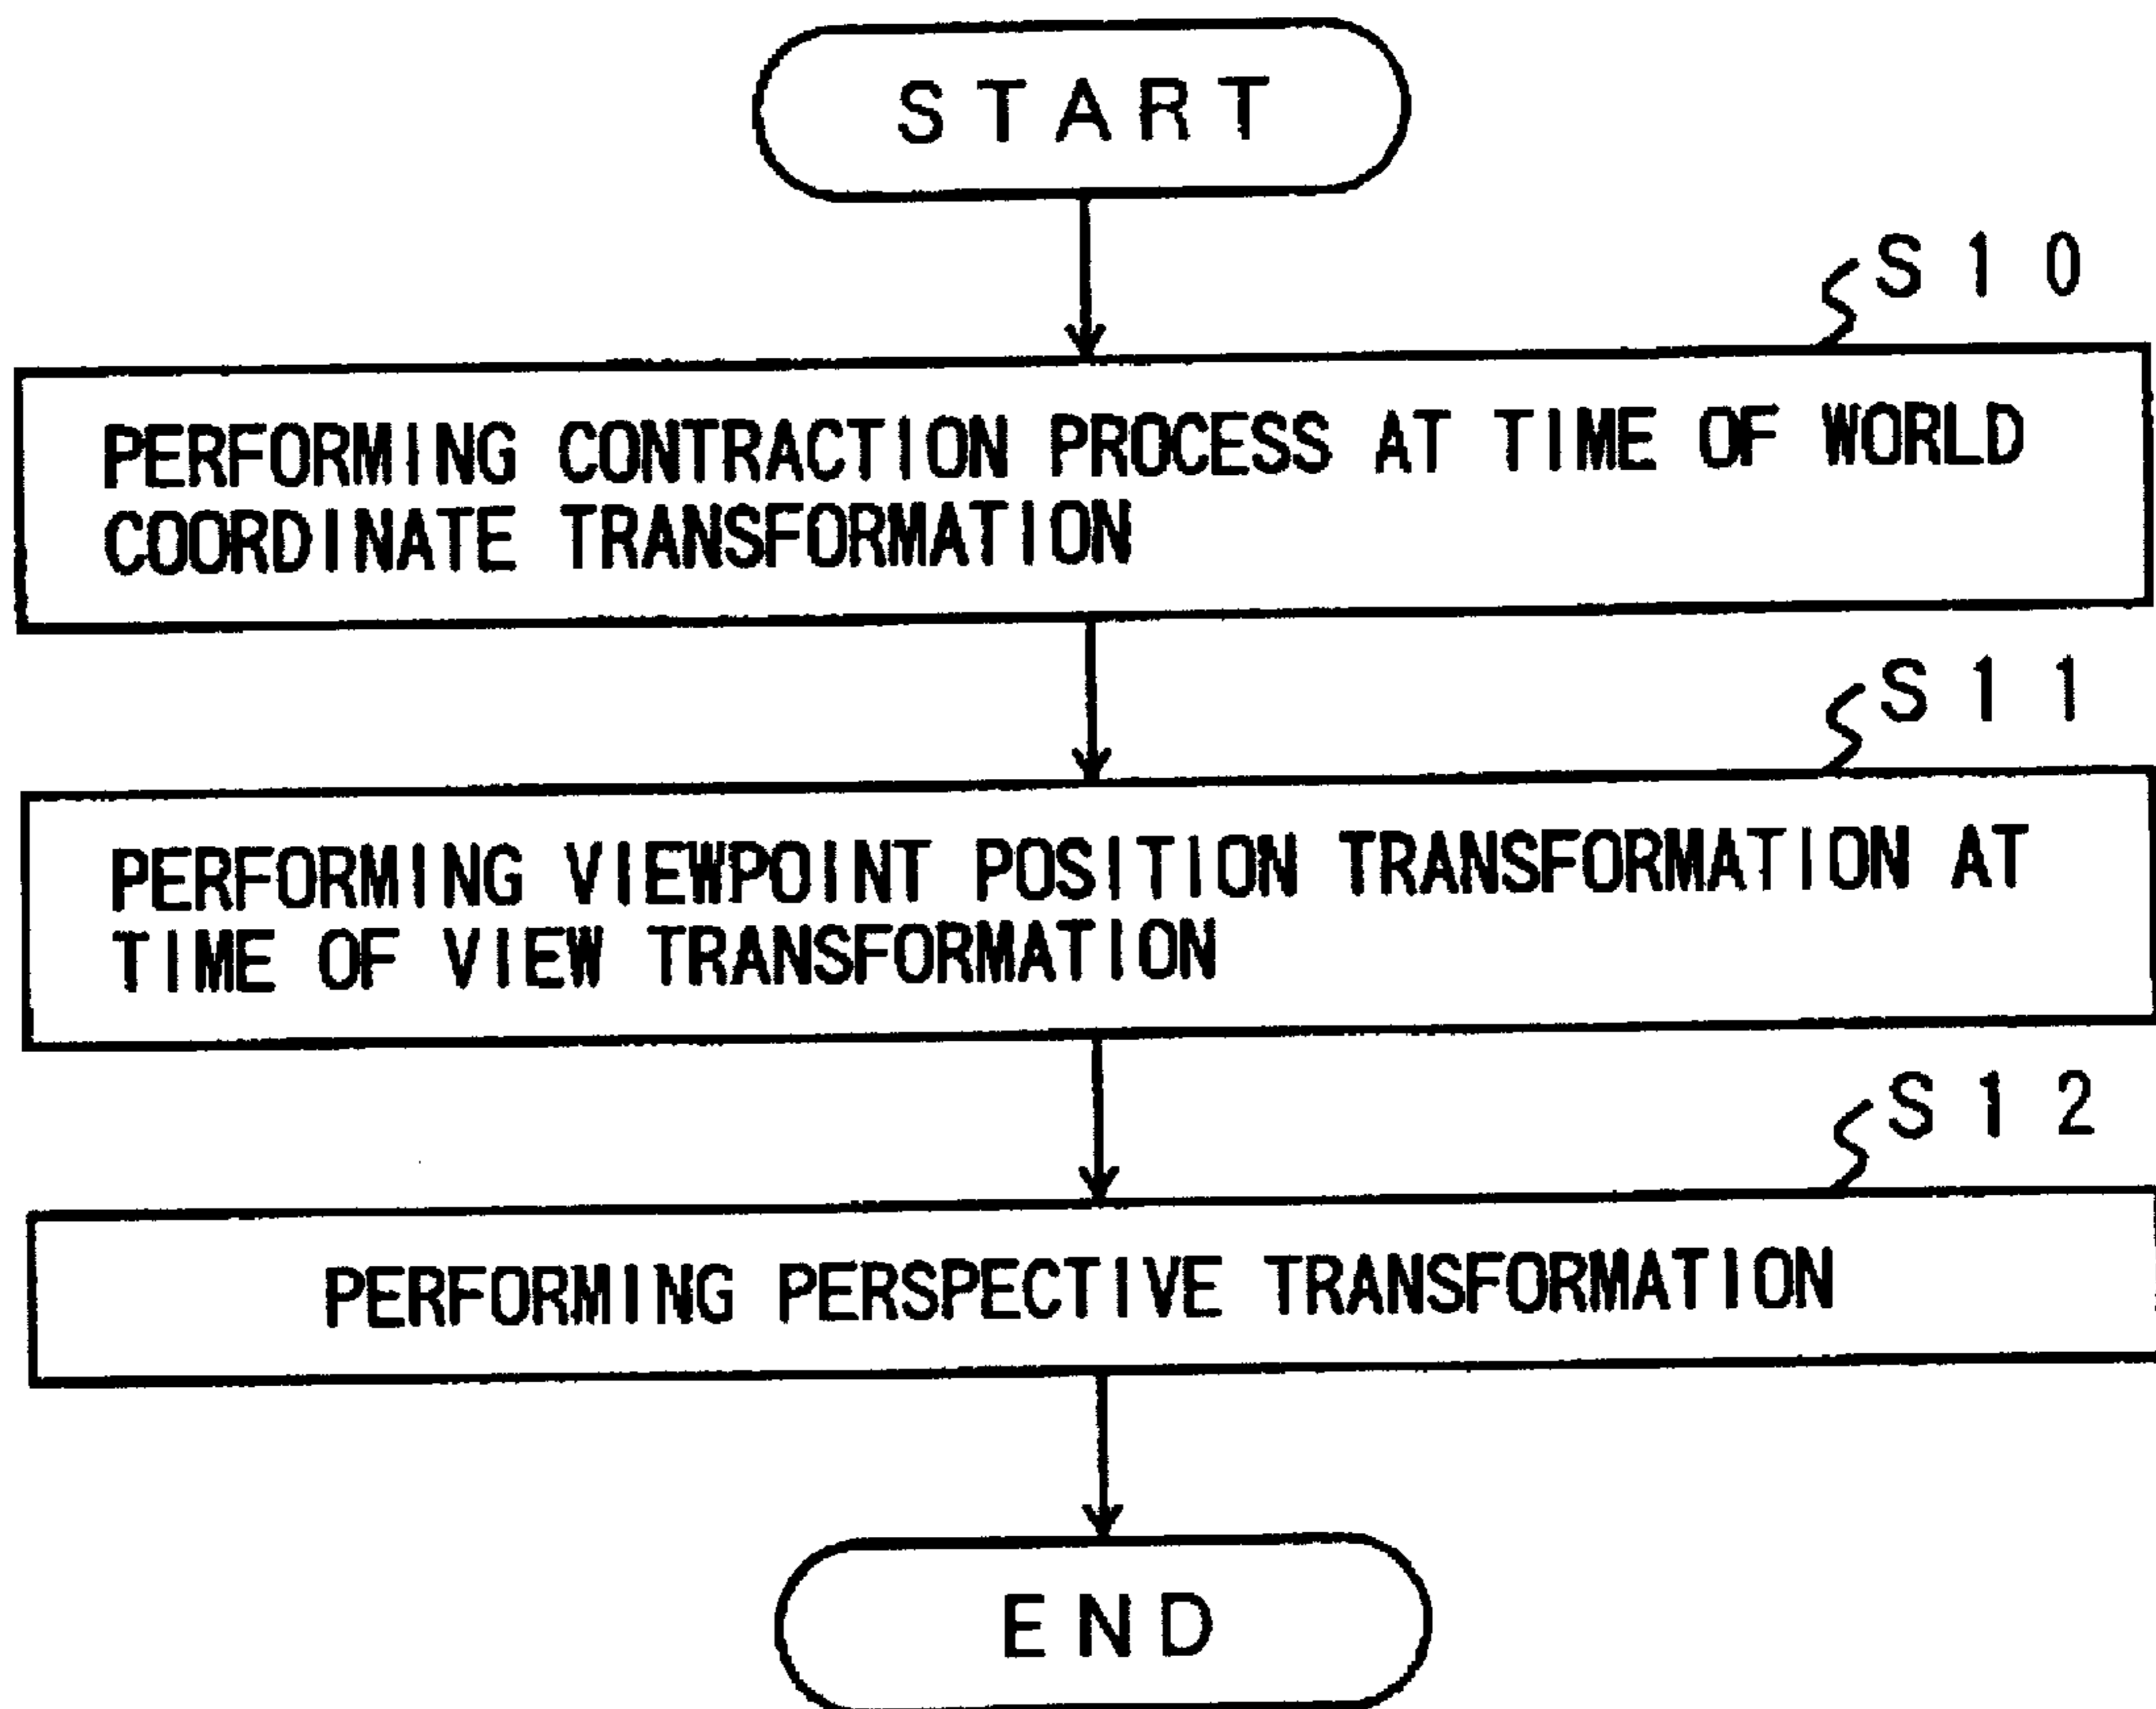 START
S10
PERFORMING CONTRACTION PROCESS AT TIME OF WORLD
COORDINATE TRANSFORMATION
S11
PERFORMING VIEWPOINT POSITION TRANSFORMATION AT
TIME OF VIEW TRANSFORMATION
S12
PERFORMING PERSPECTIVE TRANSFORMATION
END